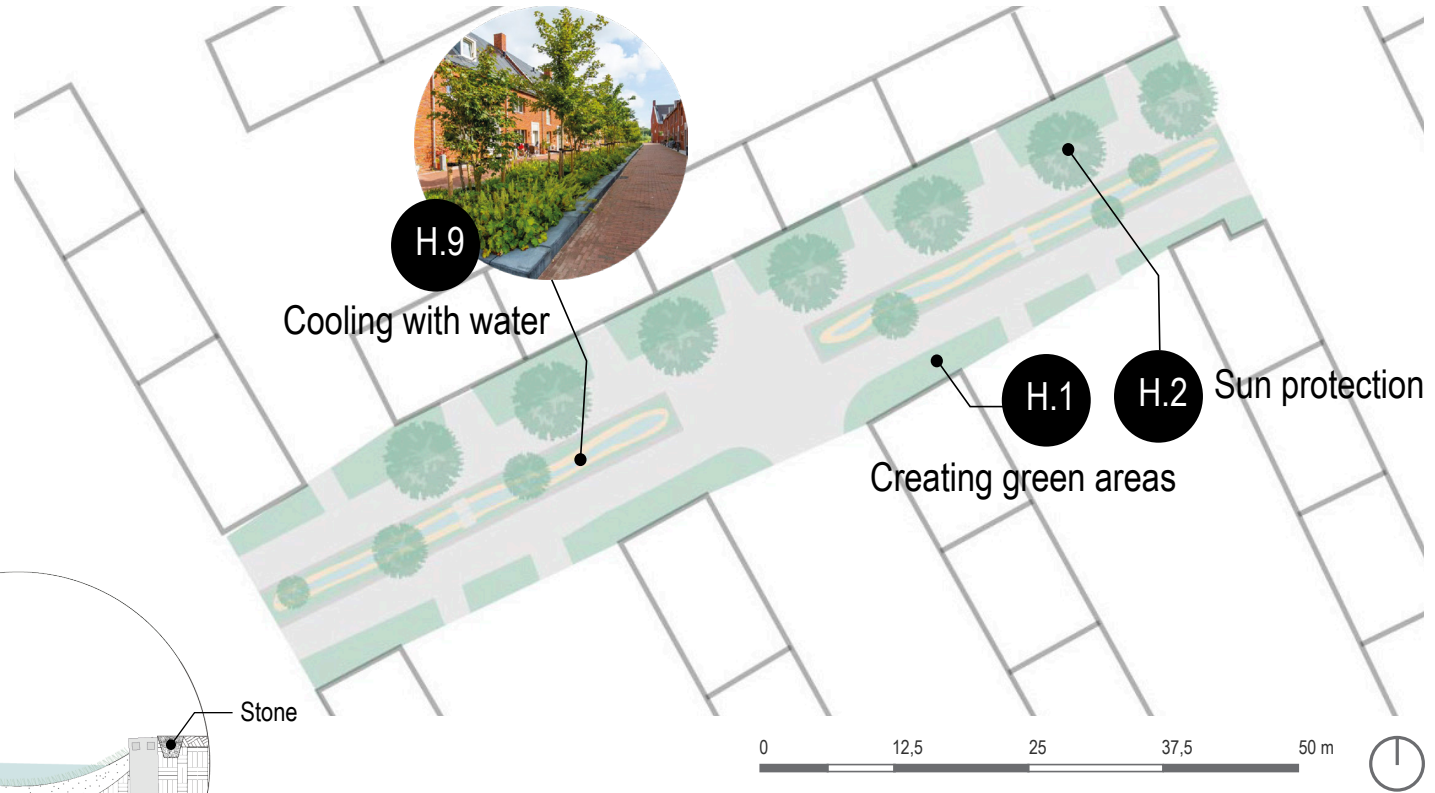 H.9
Cooling with water
H.1
H.2
Sun protection
Creating green areas
Stone
0 12,5 25 37,5 50 m